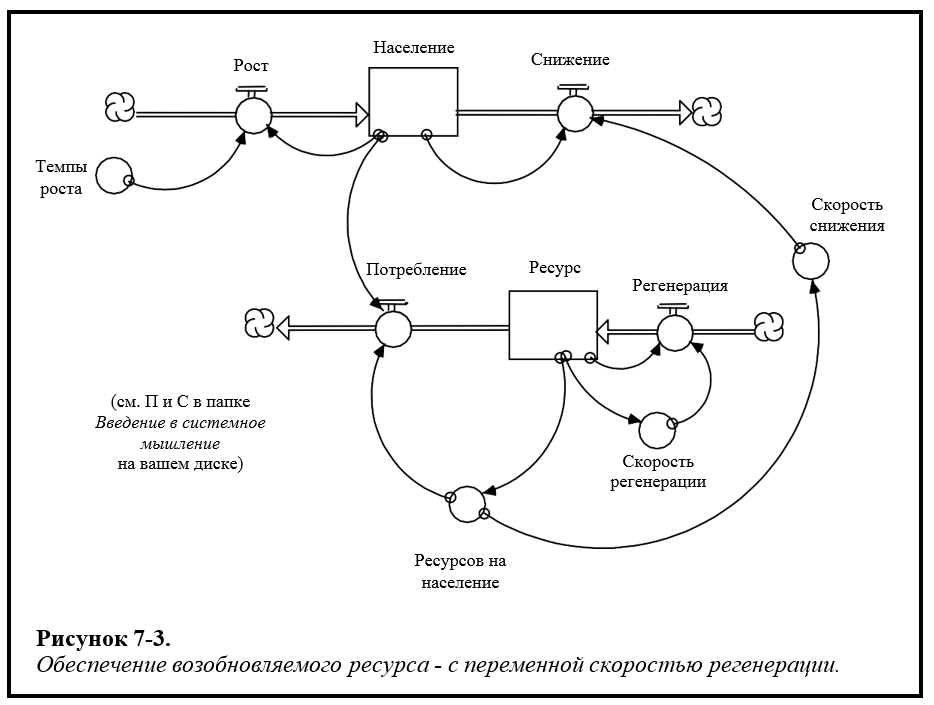 Население
Снижение
Рост
Темпы
роста
Скорость
снижения
Потребление
Ресурс
Регенерация
(см. П и С в папке
Введение в системное
мышление
на вашем диске)
Скорость
регенерации
Ресурсов на
население
Рисунок 7-3.
Обеспечение возобновляемого ресурса - с переменной скоростью регенерации.